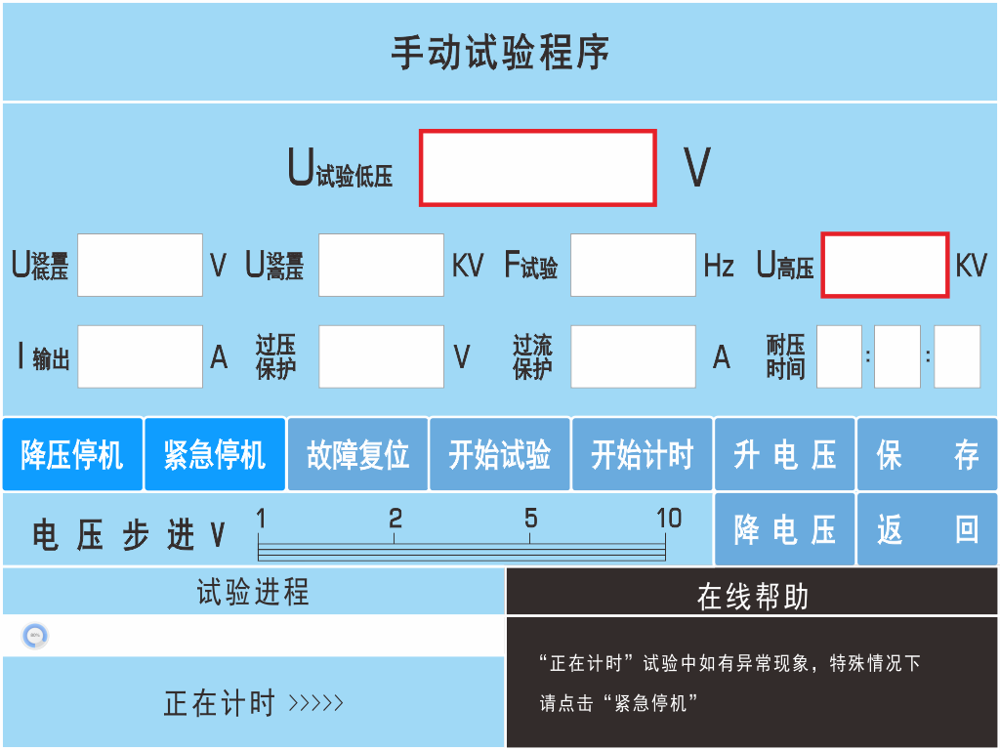 手动试验程序
U试验低压 V
U设置低压 V U设置高压 KV F试验 Hz U高压 KV
I 输出 A 过压保护 V 过流保护 A 耐压时间 : :
降压停机 紧急停机 故障复位 开始试验 开始计时 升电压 保存
电压步进V 1 2 5 10 降电压 返回
试验进程 在线帮助
80%
正在计时 >>>>>
“正在计时”试验中如有异常现象，特殊情况下
请点击“紧急停机”